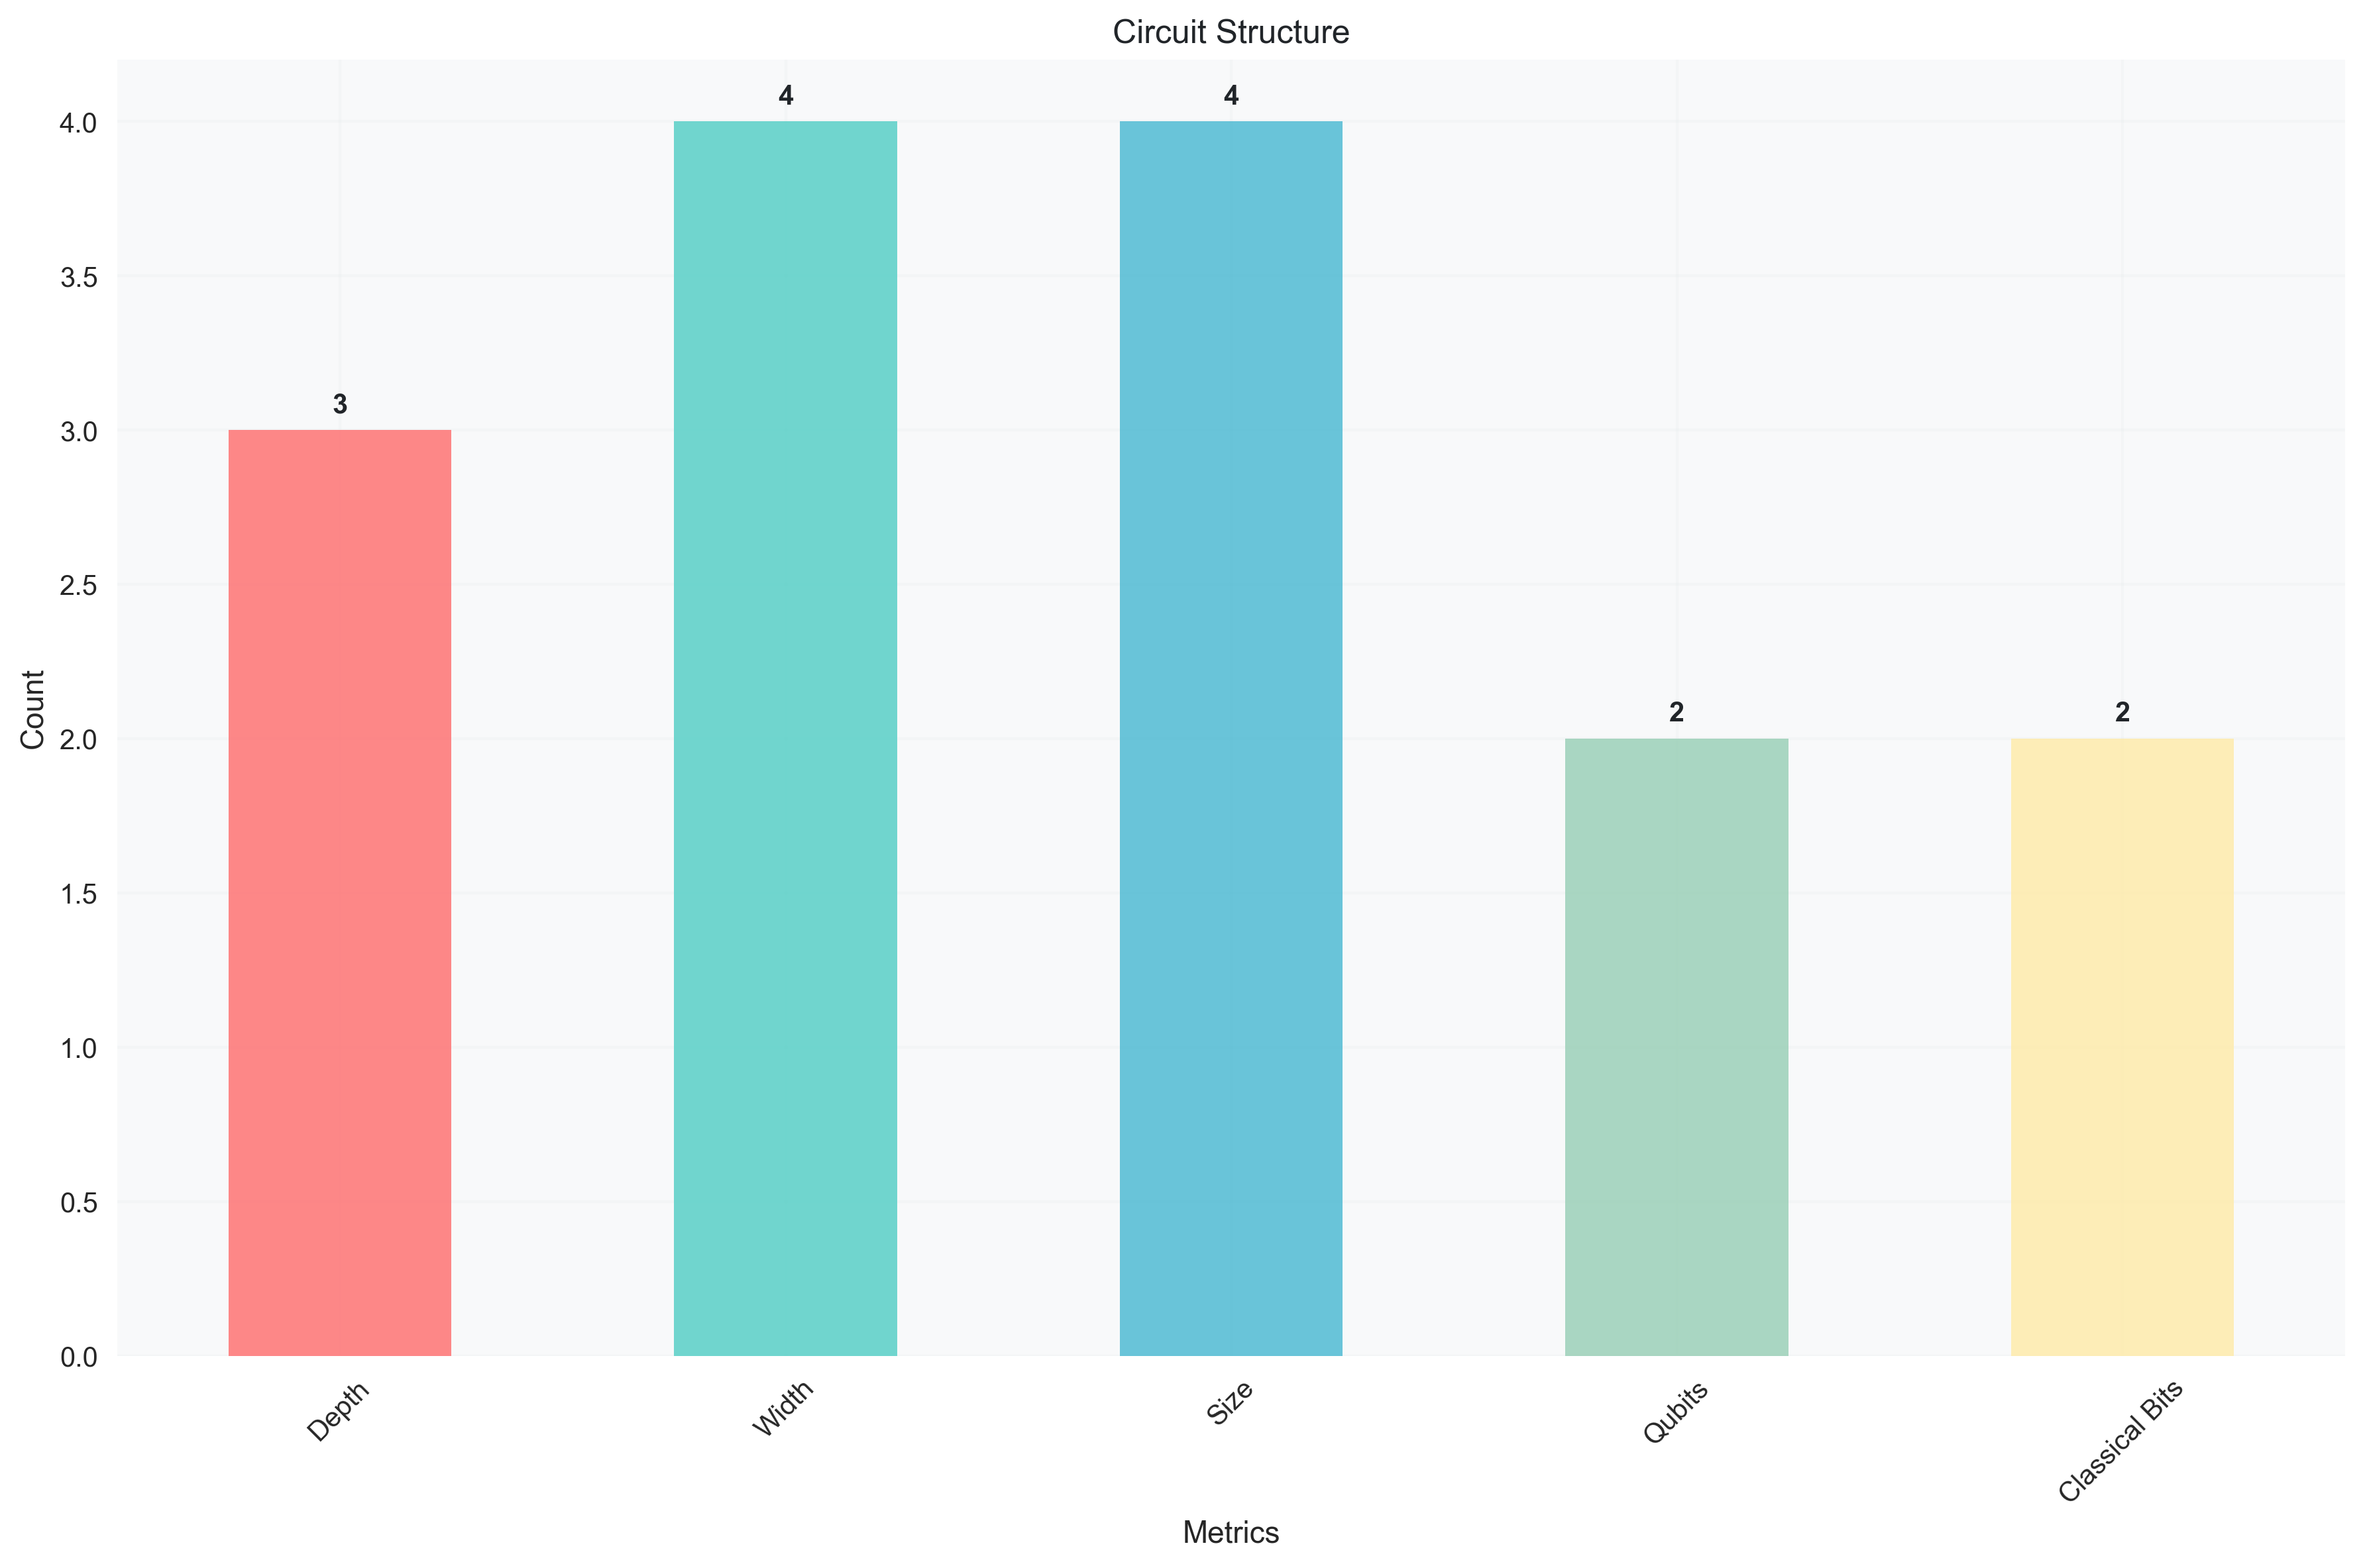 Circuit Structure
4
4
4.0
3.5
3
3.0
2.5
2
2
2.0
1.5
1.0
0.5
0.0
Count
Depth
Width
Size
Qubits
Classical Bits
Metrics